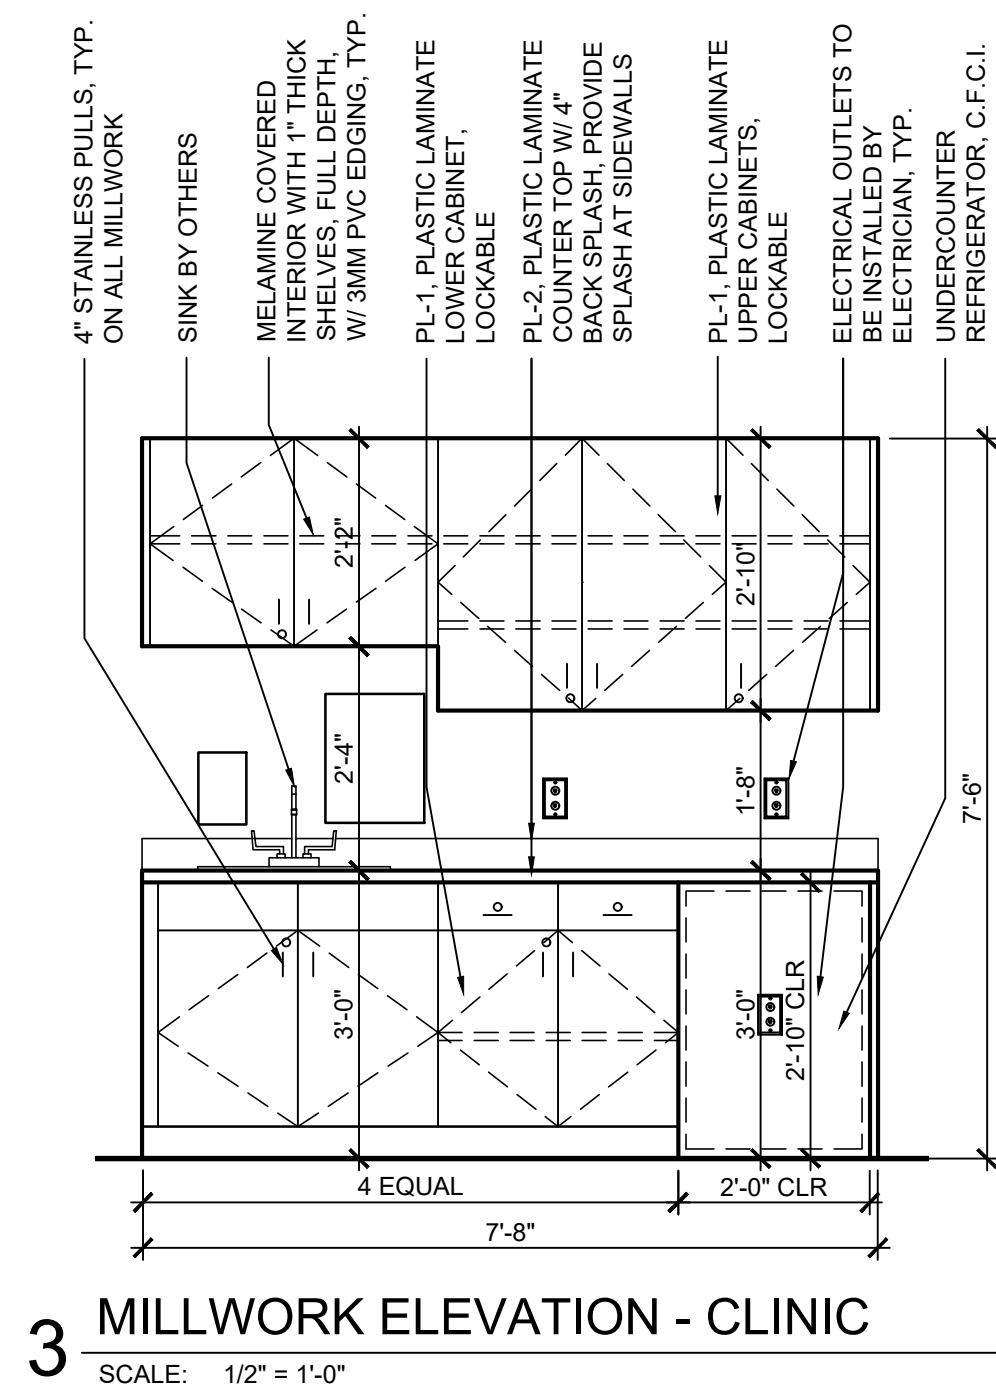 4" STAINLESS PULLS, TYP.
ON ALL MILLWORK
SINK BY OTHERS
MELAMINE COVERED
INTERIOR WITH 1" THICK
SHELVES, FULL DEPTH,
W/ 3MM PVC EDGING, TYP.
PL-1, PLASTIC LAMINATE
LOWER CABINET,
LOCKABLE
PL-2, PLASTIC LAMINATE
COUNTER TOP W/ 4"
BACK SPLASH, PROVIDE
SPLASH AT SIDEWALLS
PL-1, PLASTIC LAMINATE
UPPER CABINETS,
LOCKABLE
ELECTRICAL OUTLETS TO
BE INSTALLED BY
ELECTRICIAN, TYP.
UNDERCOUNTER
REFRIGERATOR, C.F.C.I.
2'-2"
2'-10"
2'-4"
1'-8"
7'-6"
3'-0"
3'-0"
2'-10" CLR
4 EQUAL
2'-0" CLR
7'-8"
3 MILLWORK ELEVATION - CLINIC
SCALE: 1/2" = 1'-0"